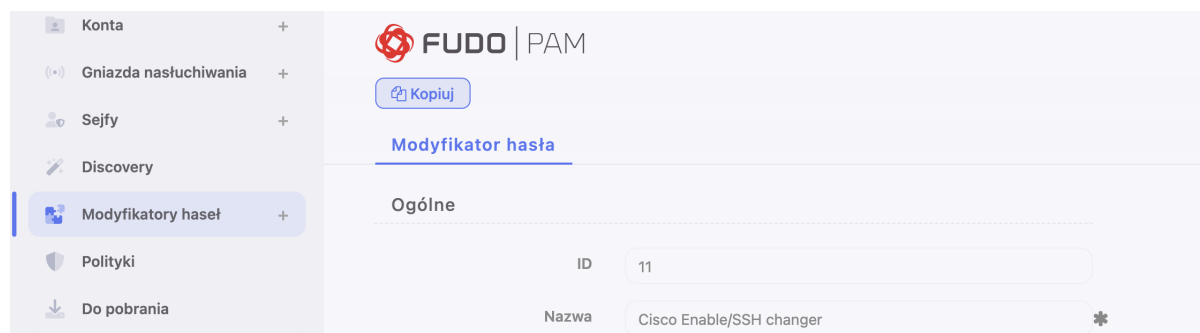 Konta +
Gniazda nasłuchiwania +
Sejfy +
Discovery
Modyfikatory haseł +
Polityki
Do pobrania
FUDO | PAM
Kopiuj
Modyfikator hasła
Ogólne
ID 11
Nazwa Cisco Enable/SSH changer ✱